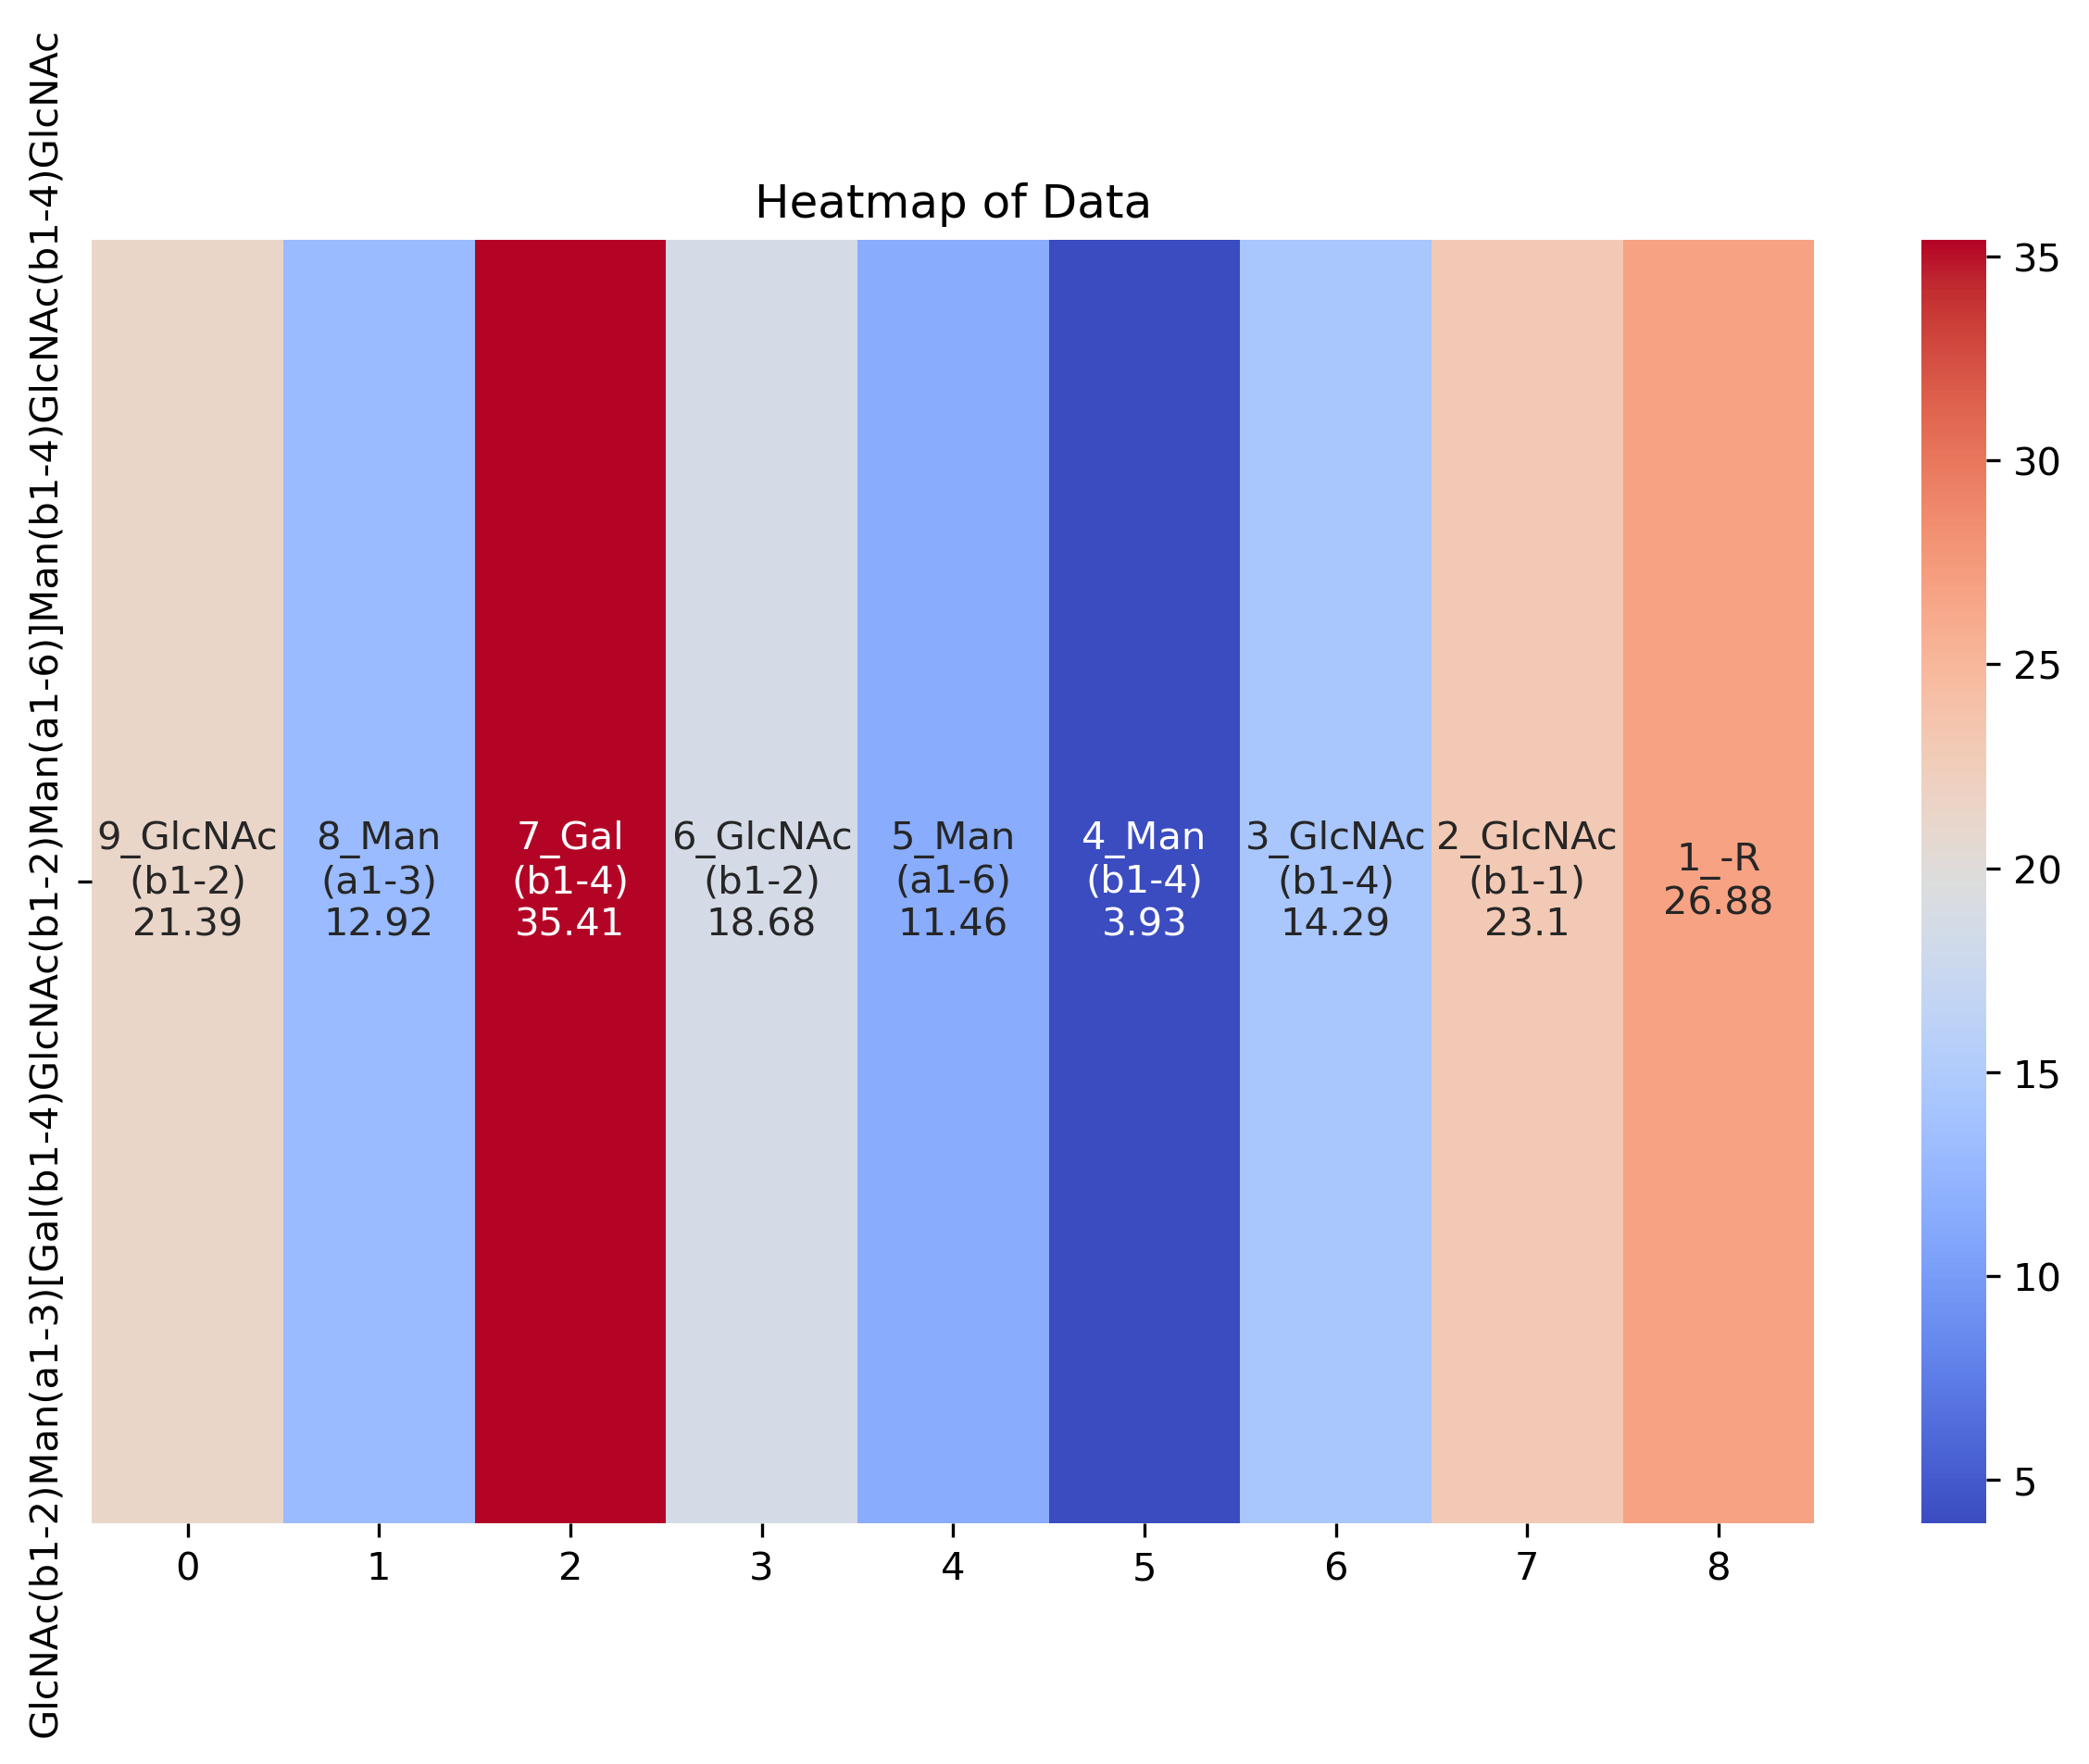 Heatmap of Data
GlcNAc(b1-2)Man(a1-3)[Gal(b1-4)GlcNAc(b1-2)Man(a1-6)]Man(b1-4)GlcNAc(b1-4)GlcNAc
9_GlcNAc
(b1-2)
21.39
8_Man
(a1-3)
12.92
7_Gal
(b1-4)
35.41
6_GlcNAc
(b1-2)
18.68
5_Man
(a1-6)
11.46
4_Man
(b1-4)
3.93
3_GlcNAc
(b1-4)
14.29
2_GlcNAc
(b1-1)
23.1
1_-R
26.88
0
1
2
3
4
5
6
7
8
35
30
25
20
15
10
5